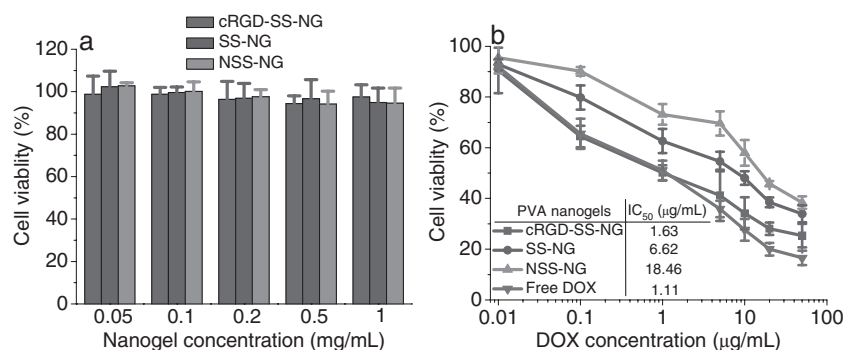 a
cRGD-SS-NG
SS-NG
NSS-NG
Cell viablity (%)
120
100
80
60
40
20
0
0.05 0.1 0.2 0.5 1
Nanogel concentration (mg/mL)
b
Cell viablity (%)
100
80
60
40
20
0
PVA nanogels IC50 (μg/mL)
cRGD-SS-NG 1.63
SS-NG 6.62
NSS-NG 18.46
Free DOX 1.11
0.01 0.1 1 10 100
DOX concentration (μg/mL)